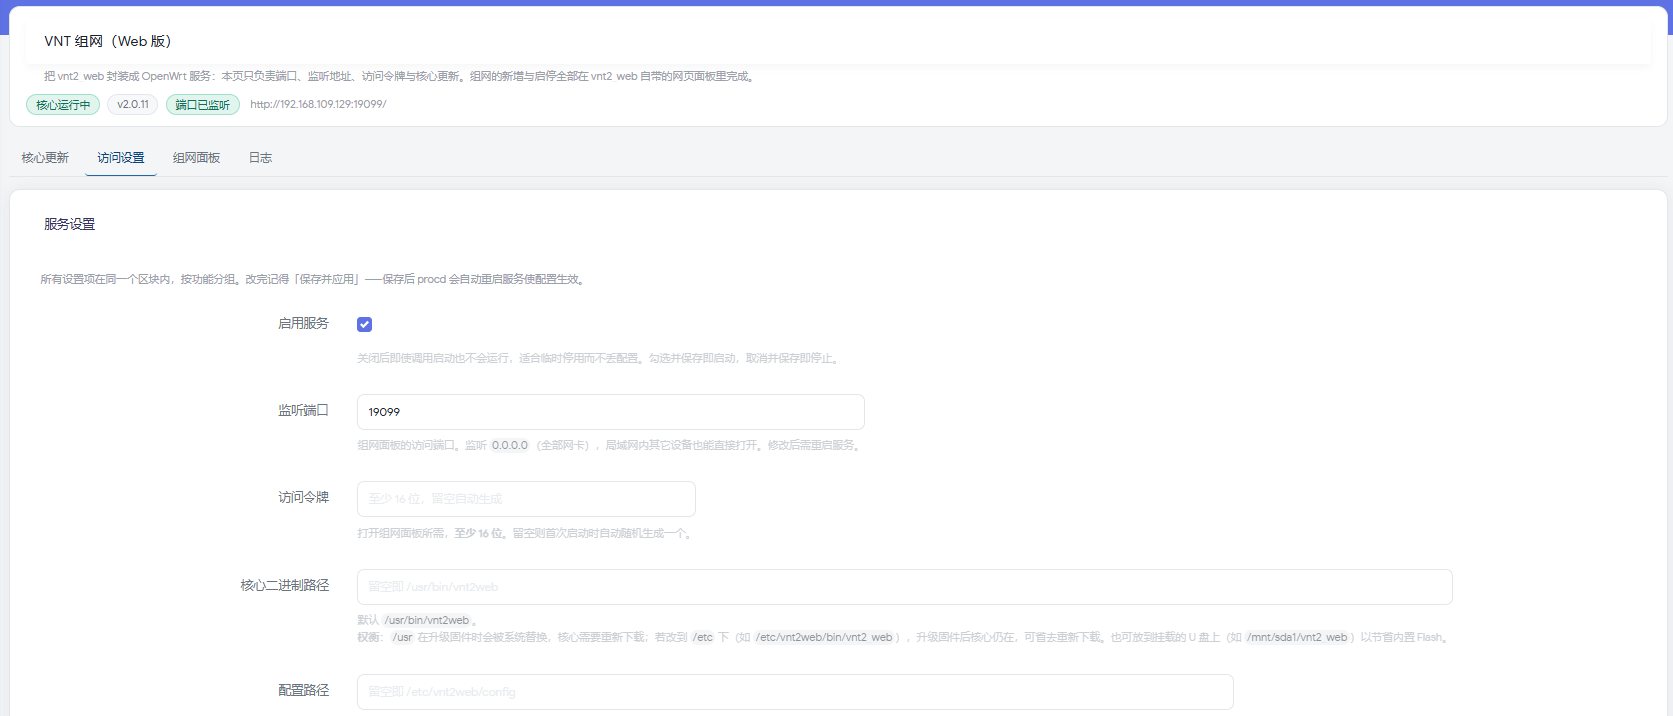 VNT 组网（Web 版）
把 vnt2_web 封装成 OpenWrt 服务：本页只负责端口、监听地址、访问令牌与核心更新。组网的新增与启停全部在 vnt2_web 自带的网页面板里完成。
核心运行中 v2.0.11 端口已监听 http://192.168.109.129:19099/
核心更新 访问设置 组网面板 日志
服务设置
所有设置项在同一个区块内，按功能分组。改完记得「保存并应用」——保存后 procd 会自动重启服务使配置生效。
启用服务
关闭后即使调用启动也不会运行，适合临时停用而不丢配置。勾选并保存即启动，取消并保存即停止。
监听端口 19099
组网面板的访问端口。监听 0.0.0.0 （全部网卡），局域网内其它设备也能直接打开。修改后需重启服务。
访问令牌 至少 16 位，留空自动生成
打开组网面板所需，至少 16 位。留空则首次启动时自动随机生成一个。
核心二进制路径 留空即 /usr/bin/vnt2web
默认 /usr/bin/vnt2web 。
权衡： /usr 在升级固件时会被系统替换，核心需要重新下载；若改到 /etc 下（如 /etc/vnt2web/bin/vnt2_web ），升级固件后核心仍在，可省去重新下载。也可放到挂载的 U 盘上（如 /mnt/sda1/vnt2_web ）以节省内置 Flash。
配置路径 留空即 /etc/vnt2web/config